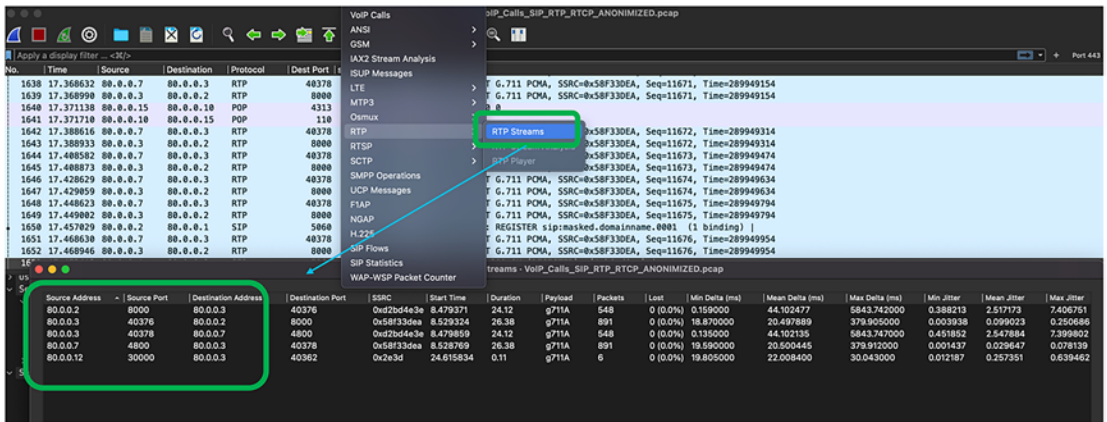 VoIP Calls
VoIP_Calls_SIP_RTP_RTCP_ANONIMIZED.pcap
ANSI
GSM
IAX2 Stream Analysis
ISUP Messages
LTE
MTP3
Osmux
RTP
RTSP
SCTP
SMPP Operations
UCP Messages
F1AP
NGAP
H.225
SIP Flows
SIP Statistics
WAP-WSP Packet Counter
RTP Streams
RTP Player
Apply a display filter ... <⌘/>
+ Port 443
No. Time Source Destination Protocol Dest Port
1638 17.368632 80.0.0.7 80.0.0.3 RTP 40378 T G.711 PCMA, SSRC=0x58F33DEA, Seq=11671, Time=289949154
1639 17.368990 80.0.0.3 80.0.0.2 RTP 8000 T G.711 PCMA, SSRC=0x58F33DEA, Seq=11671, Time=289949154
1640 17.371138 80.0.0.15 80.0.0.10 POP 4313
1641 17.371710 80.0.0.10 80.0.0.15 POP 110
1642 17.388616 80.0.0.7 80.0.0.3 RTP 40378 0x58F33DEA, Seq=11672, Time=289949314
1643 17.388933 80.0.0.3 80.0.0.2 RTP 8000 0x58F33DEA, Seq=11672, Time=289949314
1644 17.408582 80.0.0.7 80.0.0.3 RTP 40378 0x58F33DEA, Seq=11673, Time=289949474
1645 17.408873 80.0.0.3 80.0.0.2 RTP 8000 0x58F33DEA, Seq=11673, Time=289949474
1646 17.428629 80.0.0.7 80.0.0.3 RTP 40378 T G.711 PCMA, SSRC=0x58F33DEA, Seq=11674, Time=289949634
1647 17.429059 80.0.0.3 80.0.0.2 RTP 8000 T G.711 PCMA, SSRC=0x58F33DEA, Seq=11674, Time=289949634
1648 17.448623 80.0.0.7 80.0.0.3 RTP 40378 T G.711 PCMA, SSRC=0x58F33DEA, Seq=11675, Time=289949794
1649 17.449002 80.0.0.3 80.0.0.2 RTP 8000 T G.711 PCMA, SSRC=0x58F33DEA, Seq=11675, Time=289949794
1650 17.457029 80.0.0.2 80.0.0.1 SIP 5060 : REGISTER sip:masked.domainname.0001 (1 binding) |
1651 17.468630 80.0.0.7 80.0.0.3 RTP 40378 T G.711 PCMA, SSRC=0x58F33DEA, Seq=11676, Time=289949954
1652 17.468946 80.0.0.3 80.0.0.2 RTP 8000 T G.711 PCMA, SSRC=0x58F33DEA, Seq=11676, Time=289949954
treams · VoIP_Calls_SIP_RTP_RTCP_ANONIMIZED.pcap
Source Address Source Port Destination Address Destination Port SSRC Start Time Duration Payload Packets Lost Min Delta (ms) Mean Delta (ms) Max Delta (ms) Min Jitter Mean Jitter Max Jitter
80.0.0.2 8000 80.0.0.3 40376 0xd2bd4e3e 8.479371 24.12 g711A 548 0 (0.0%) 0.159000 44.102477 5843.742000 0.388213 2.517173 7.406751
80.0.0.3 40376 80.0.0.2 8000 0x58f33dea 8.529324 26.38 g711A 891 0 (0.0%) 18.870000 20.497889 379.905000 0.003938 0.099023 0.250686
80.0.0.3 40378 80.0.0.7 4800 0xd2bd4e3e 8.479859 24.12 g711A 548 0 (0.0%) 0.135000 44.102135 5843.747000 0.451852 2.547884 7.399802
80.0.0.7 4800 80.0.0.3 40378 0x58f33dea 8.528769 26.38 g711A 891 0 (0.0%) 19.590000 20.500445 379.912000 0.001437 0.029647 0.078139
80.0.0.12 30000 80.0.0.3 40362 0x2e3d 24.615834 0.11 g711A 6 0 (0.0%) 19.805000 22.008400 30.043000 0.012187 0.257351 0.639462